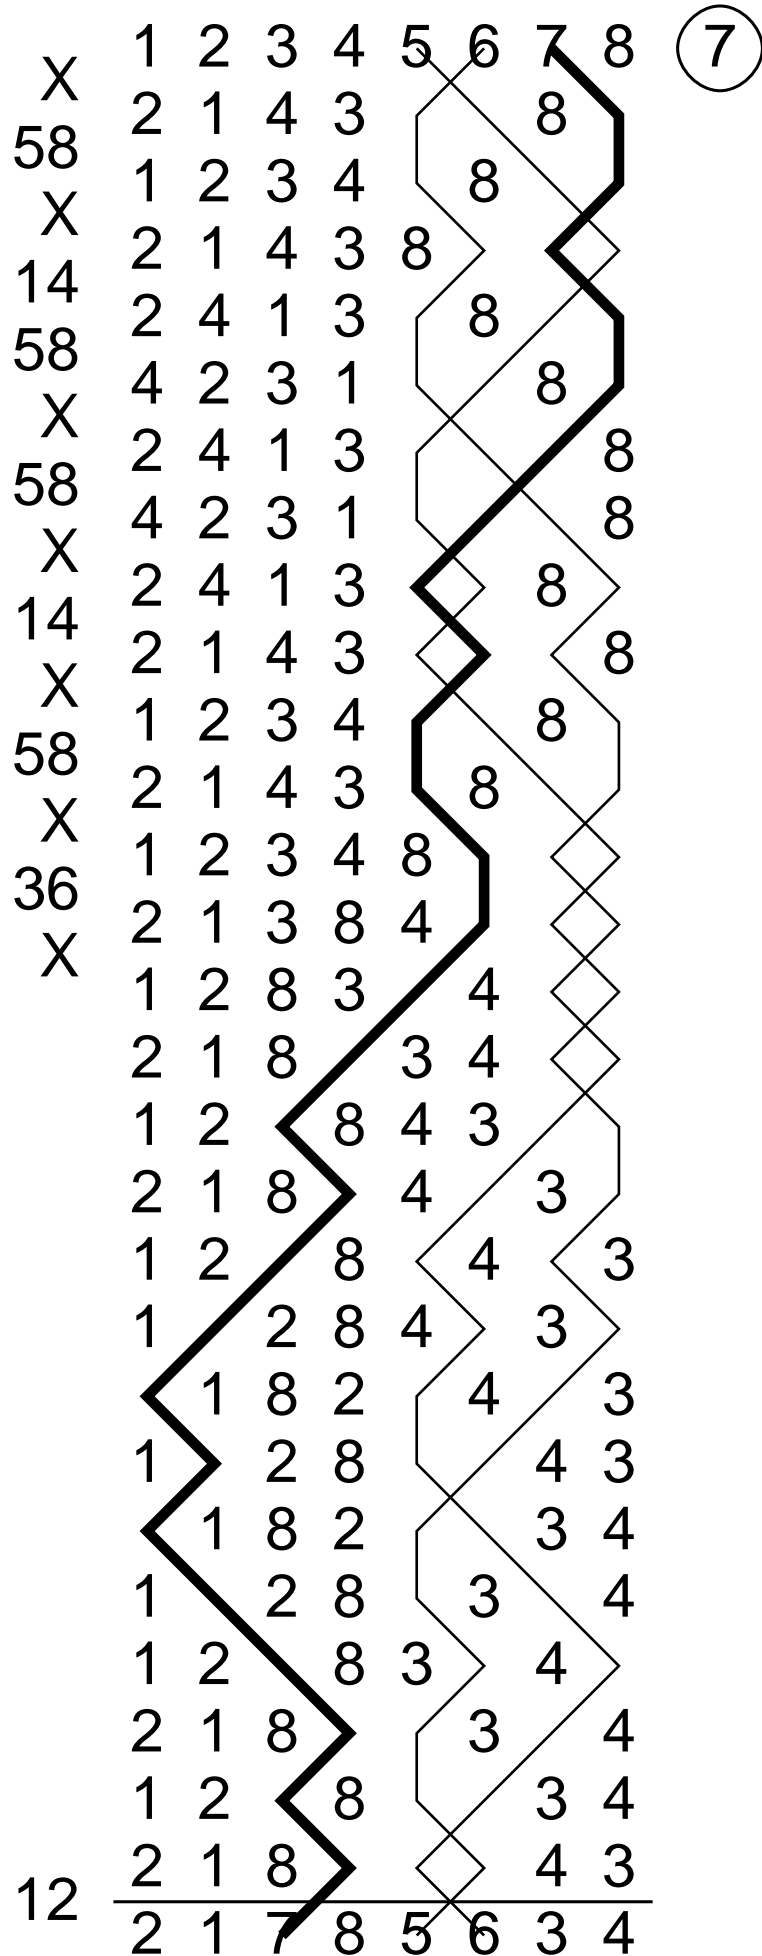 1 2 3 4 5 6 7 8 7
X
2 1 4 3 8
58
1 2 3 4 8
X
2 1 4 3 8
14
2 4 1 3 8
58
4 2 3 1 8
X
2 4 1 3 8
58
4 2 3 1 8
X
2 4 1 3 8
14
2 1 4 3 8
X
1 2 3 4 8
58
2 1 4 3 8
X
1 2 3 4 8
36
2 1 3 8 4
X
1 2 8 3 4
2 1 8 3 4
1 2 8 4 3
2 1 8 4 3
1 2 8 4 3
1 2 8 4 3
1 8 2 4 3
1 2 8 4 3
1 8 2 3 4
1 2 8 3 4
1 2 8 3 4
2 1 8 3 4
1 2 8 3 4
2 1 8 4 3
12
2 1 7 8 5 6 3 4